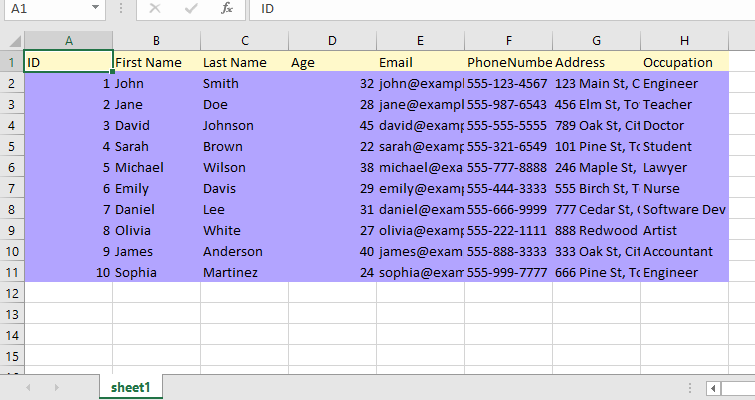 A1 fx ID
A B C D E F G H
1 ID First Name Last Name Age Email PhoneNumbe Address Occupation
2 1 John Smith 32 john@exampl 555-123-4567 123 Main St, C Engineer
3 2 Jane Doe 28 jane@exampl 555-987-6543 456 Elm St, To Teacher
4 3 David Johnson 45 david@examp 555-555-5555 789 Oak St, Cit Doctor
5 4 Sarah Brown 22 sarah@examp 555-321-6549 101 Pine St, To Student
6 5 Michael Wilson 38 michael@exa 555-777-8888 246 Maple St, Lawyer
7 6 Emily Davis 29 emily@examp 555-444-3333 555 Birch St, T Nurse
8 7 Daniel Lee 31 daniel@exam 555-666-9999 777 Cedar St, Software Dev
9 8 Olivia White 27 olivia@examp 555-222-1111 888 Redwood Artist
10 9 James Anderson 40 james@exam 555-888-3333 333 Oak St, Cit Accountant
11 10 Sophia Martinez 24 sophia@exam 555-999-7777 666 Pine St, To Engineer
12
13
14
15
sheet1